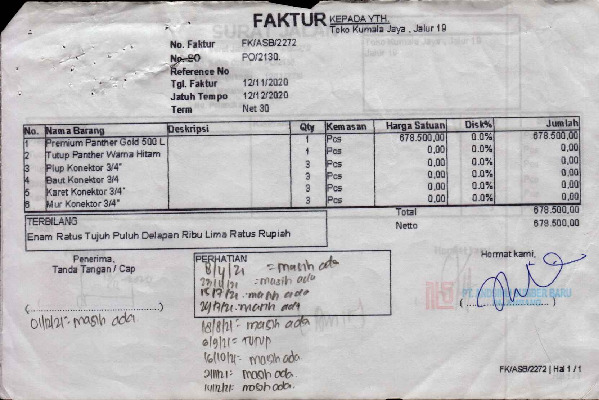 FAKTUR KEPADA YTH.
Toko Kumala Jaya , Jalur 19
No. Faktur FK/ASB/2272
No. SO PO/2130.
Reference No
Tgl. Faktur 12/11/2020
Jatuh Tempo 12/12/2020
Term Net 30
No. Nama Barang Deskripsi Qty Kemasan Harga Satuan Disk% Jumlah
1 Premium Panther Gold 500 L 1 Pcs 678.500,00 0.0% 678.500,00
2 Tutup Panther Warna Hitam 1 Pcs 0,00 0.0% 0,00
3 Plup Konektor 3/4" 3 Pcs 0,00 0.0% 0,00
4 Baut Konektor 3/4 3 Pcs 0,00 0.0% 0,00
5 Karet Konektor 3/4" 3 Pcs 0,00 0.0% 0,00
6 Mur Konektor 3/4" 3 Pcs 0,00 0.0% 0,00
Total 678.500,00
TERBILANG
Netto 678.500,00
Enam Ratus Tujuh Puluh Delapan Ribu Lima Ratus Rupiah
Penerima,
Tanda Tangan / Cap
PERHATIAN
Hormat kami,
8/4/21 = masih ada
= masih ada
15/7/21 = masih ada
= masih ada
18/8/21 = masih ada
6/9/21 = TUTUP
16/10/21 = masih ada
= masih ada
= masih ada.
(..........)
= masih ada
(..........)
PT. BARU
FK/ASB/2272 | Hal 1 / 1